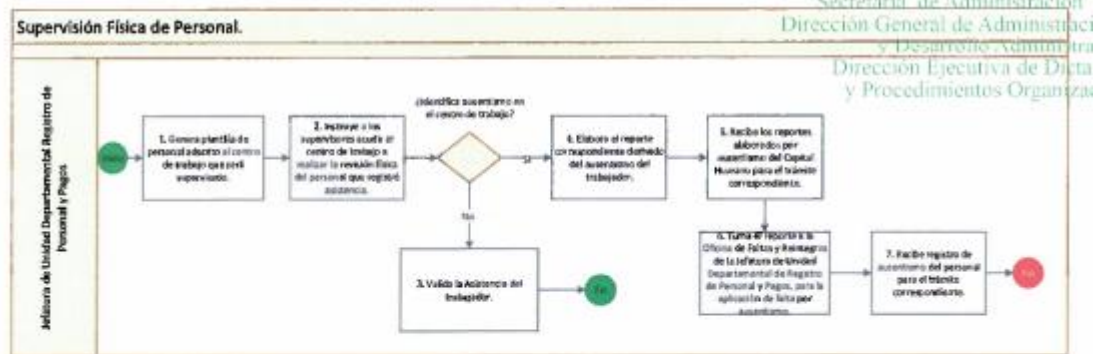 Secretaría de Administración
Dirección General de Administraci
y Desarrollo Administra
Dirección Ejecutiva de Dicta
y Procedimientos Organiza
Supervisión Física de Personal.
Jefatura de Unidad Departamental Registro de
Personal y Pagos
Inicio
1. Genera plantilla de
personal adscrito al centro
de trabajo que será
supervisado.
2. Instruye a los
supervisores acuda al
centro de trabajo a
realizar la revisión física
del personal que registró
asistencia.
¿Identifica ausentismo en
el centro de trabajo?
Si
No
3. Valida la Asistencia del
trabajador.
Fin
4. Elabora el reporte
correspondiente derivado
del ausentismo del
trabajador.
5. Recibe los reportes
elaborados por
ausentismo del Capital
Humano para el trámite
correspondiente.
6. Turna el reporte a la
Oficina de Faltas y Reintegros
de la Jefatura de Unidad
Departamental de Registro
de Personal y Pagos, para la
aplicación de falta por
ausentismo.
7. Recibe registro de
ausentismo del personal
para el trámite
correspondiente.
Fin